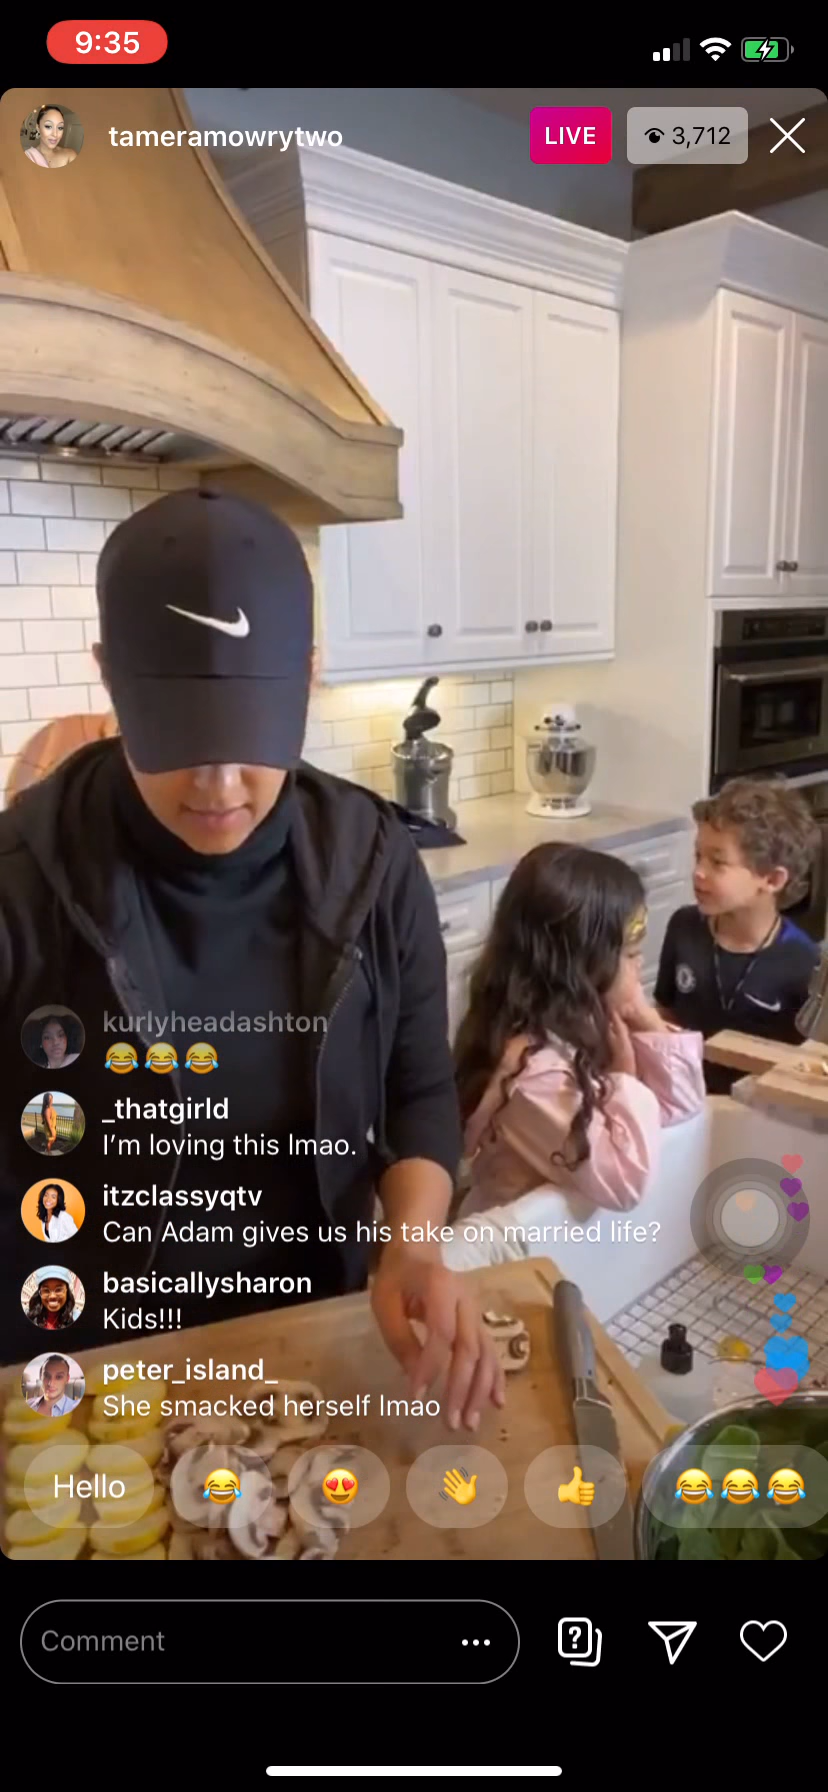 9:35
tameramowrytwo
LIVE
3,712
kurlyheadashton
😂😂😂
_thatgirld
I'm loving this lmao.
itzclassyqtv
Can Adam gives us his take on married life?
basicallysharon
Kids!!!
peter_island_
She smacked herself lmao
Hello 😂 😍 👋 👍 😂😂😂
Comment